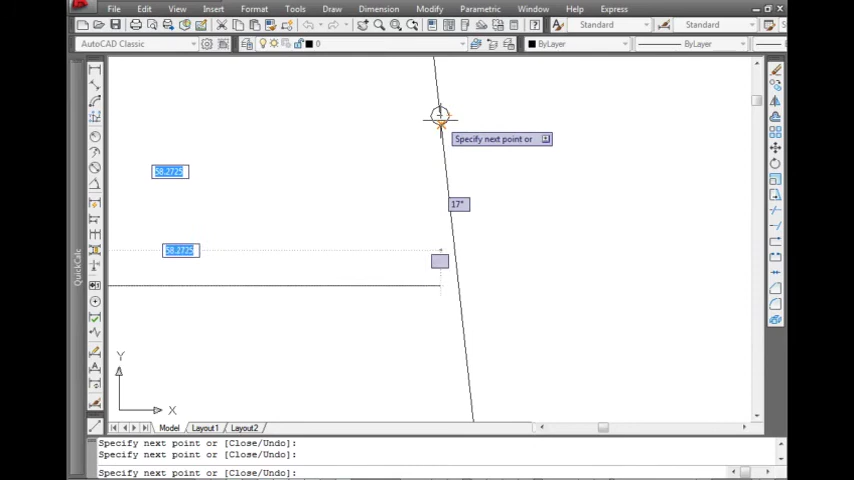 File Edit View Insert Format Tools Draw Dimension Modify Parametric Window Help Express
Standard Standard
AutoCAD Classic 0 ByLayer ByLayer
Specify next point or
58.2725
17°
58.2725
QuickCalc
Y
X
Model Layout1 Layout2
Specify next point or [Close/Undo]:
Specify next point or [Close/Undo]:
Specify next point or [Close/Undo]: